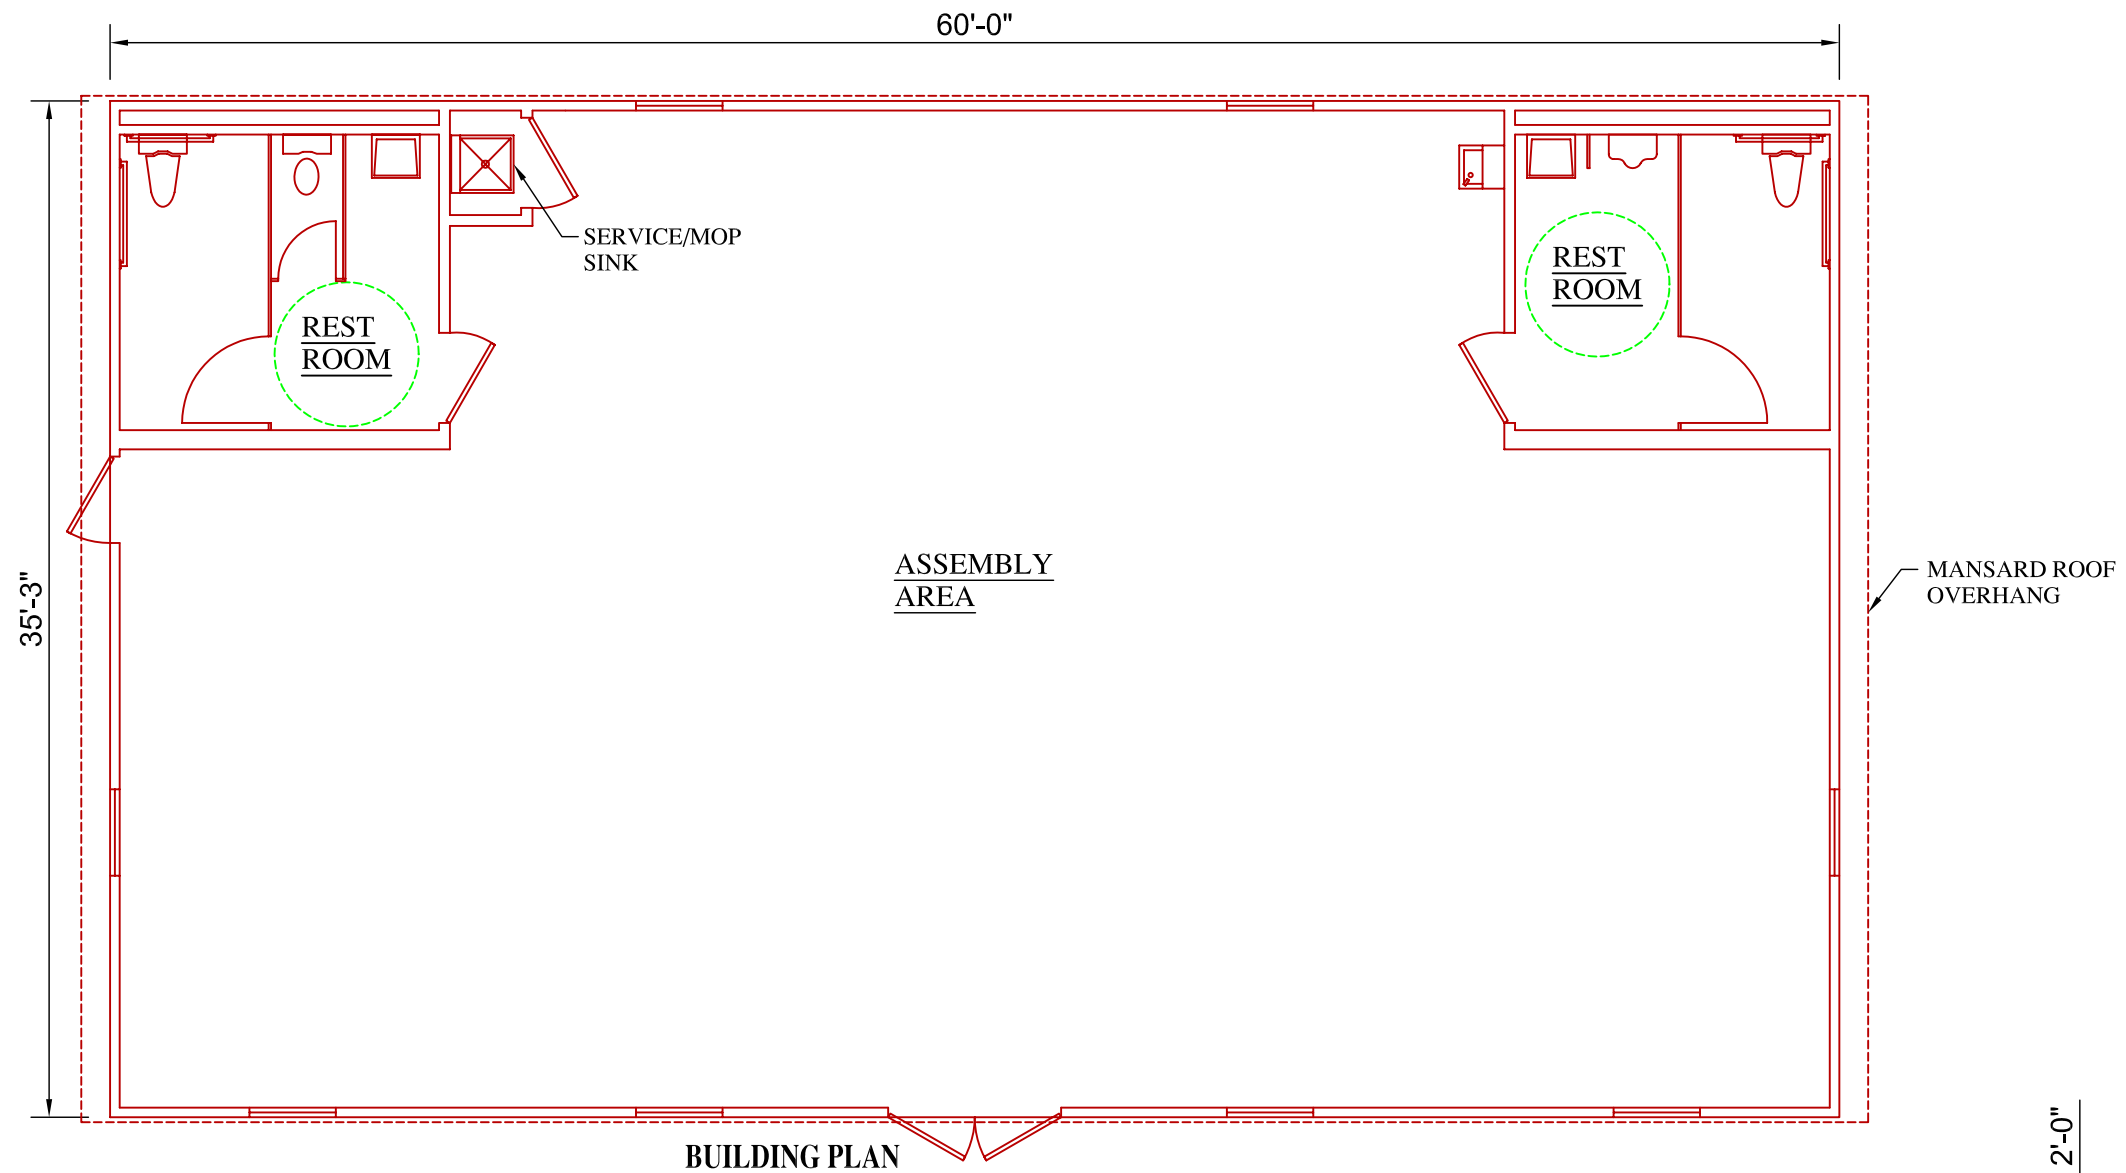 60'-0"
SERVICE/MOP
SINK
REST
ROOM
REST
ROOM
ASSEMBLY
AREA
35'-3"
MANSARD ROOF
OVERHANG
BUILDING PLAN
2'-0"